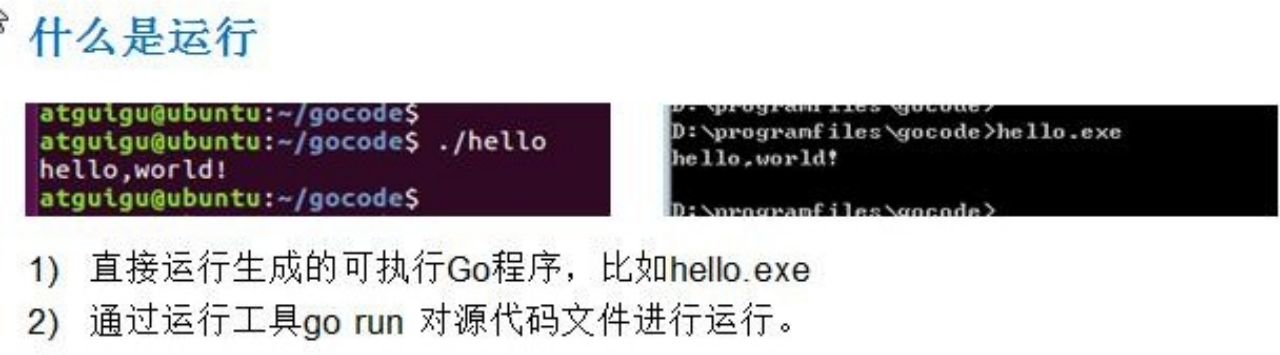 什么是运行
atguigu@ubuntu:~/gocode$
atguigu@ubuntu:~/gocode$ ./hello
hello,world!
atguigu@ubuntu:~/gocode$
D:\programfiles\gocode>
D:\programfiles\gocode>hello.exe
hello,world!
D:\programfiles\gocode>
1) 直接运行生成的可执行Go程序，比如hello.exe
2) 通过运行工具go run 对源代码文件进行运行。